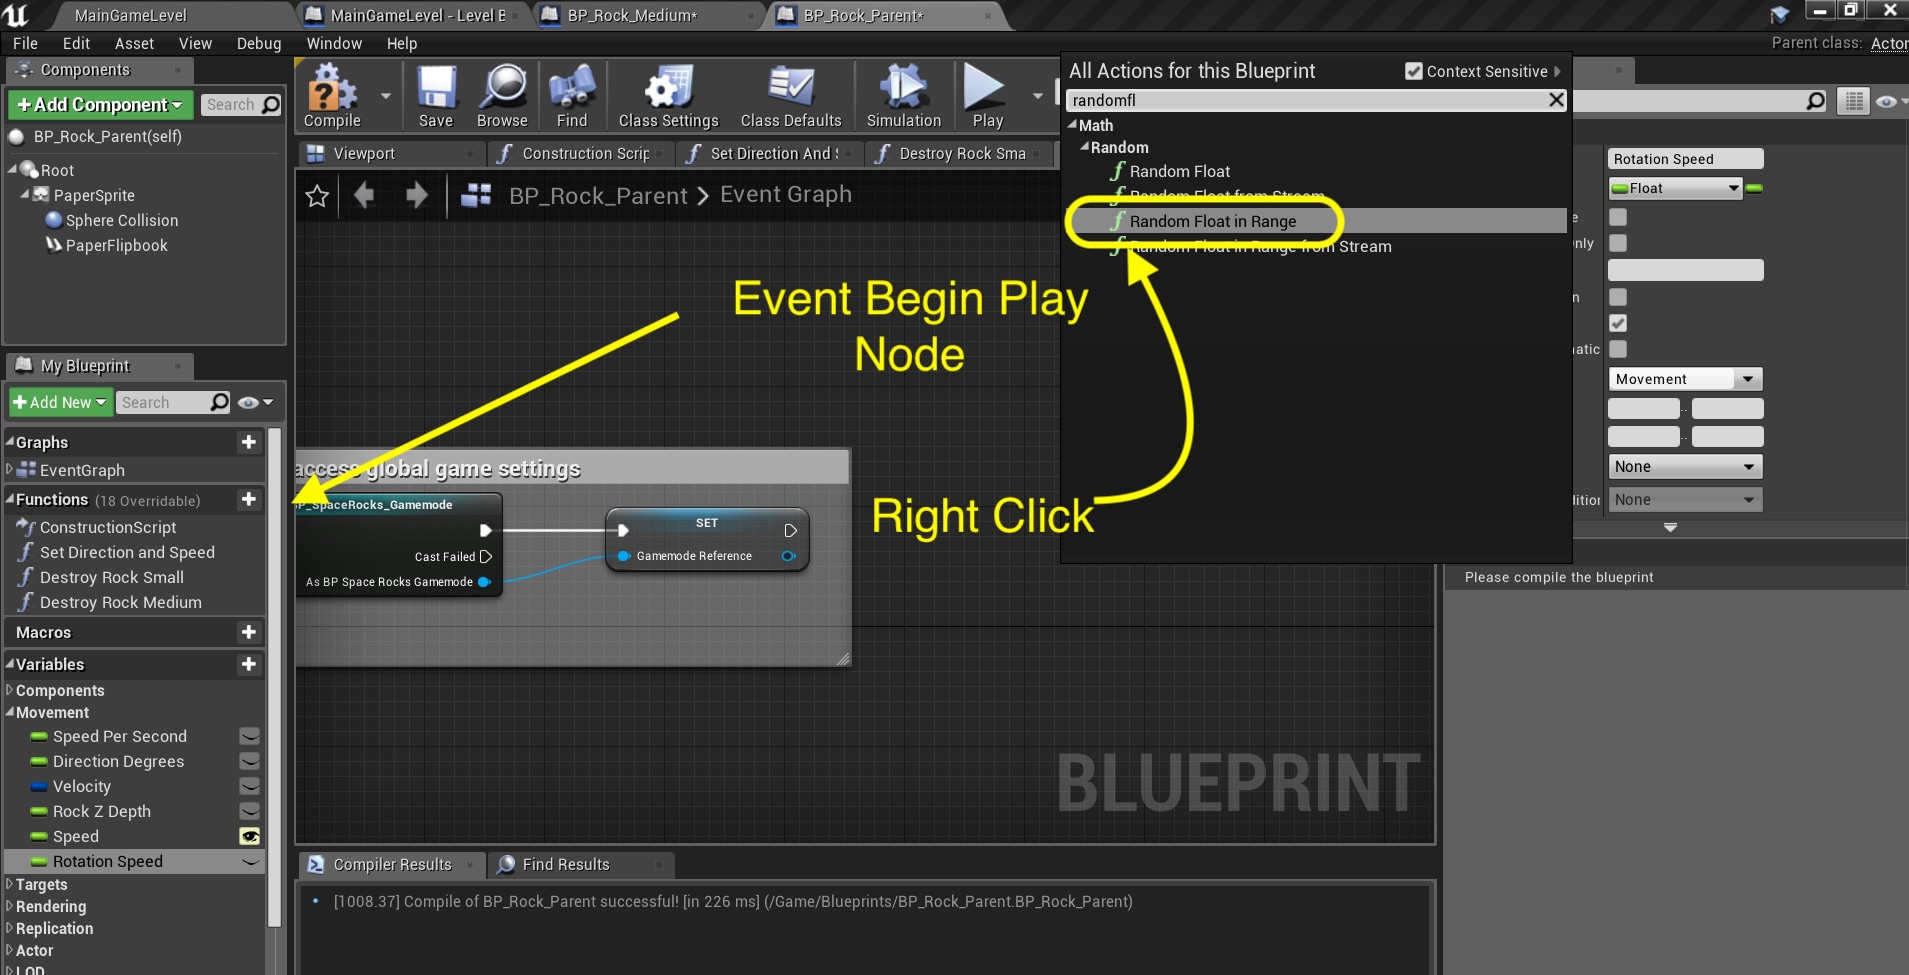 MainGameLevel
MainGameLevel - Level B
BP_Rock_Medium*
BP_Rock_Parent*
File Edit Asset View Debug Window Help
Parent class: Actor
Components
+Add Component
Search
BP_Rock_Parent(self)
Root
PaperSprite
Sphere Collision
PaperFlipbook
My Blueprint
+Add New
Search
Graphs
EventGraph
Functions (18 Overridable)
ConstructionScript
Set Direction and Speed
Destroy Rock Small
Destroy Rock Medium
Macros
Variables
Components
Movement
Speed Per Second
Direction Degrees
Velocity
Rock Z Depth
Speed
Rotation Speed
Targets
Rendering
Replication
Actor
LOD
Compile
Save
Browse
Find
Class Settings
Class Defaults
Simulation
Play
Viewport
Construction Scrip
Set Direction And S
Destroy Rock Sma
BP_Rock_Parent > Event Graph
All Actions for this Blueprint
Context Sensitive
randomfl
Math
Random
Random Float
Random Float from Stream
Random Float in Range
Random Float in Range from Stream
Event Begin Play
Node
Right Click
access global game settings
BP_SpaceRocks_Gamemode
Cast Failed
As BP Space Rocks Gamemode
SET
Gamemode Reference
BLUEPRINT
Rotation Speed
Float
e
nly
n
atic
Movement
..
..
None
ditior
None
Please compile the blueprint
Compiler Results
Find Results
[1008.37] Compile of BP_Rock_Parent successful! [in 226 ms] (/Game/Blueprints/BP_Rock_Parent.BP_Rock_Parent)